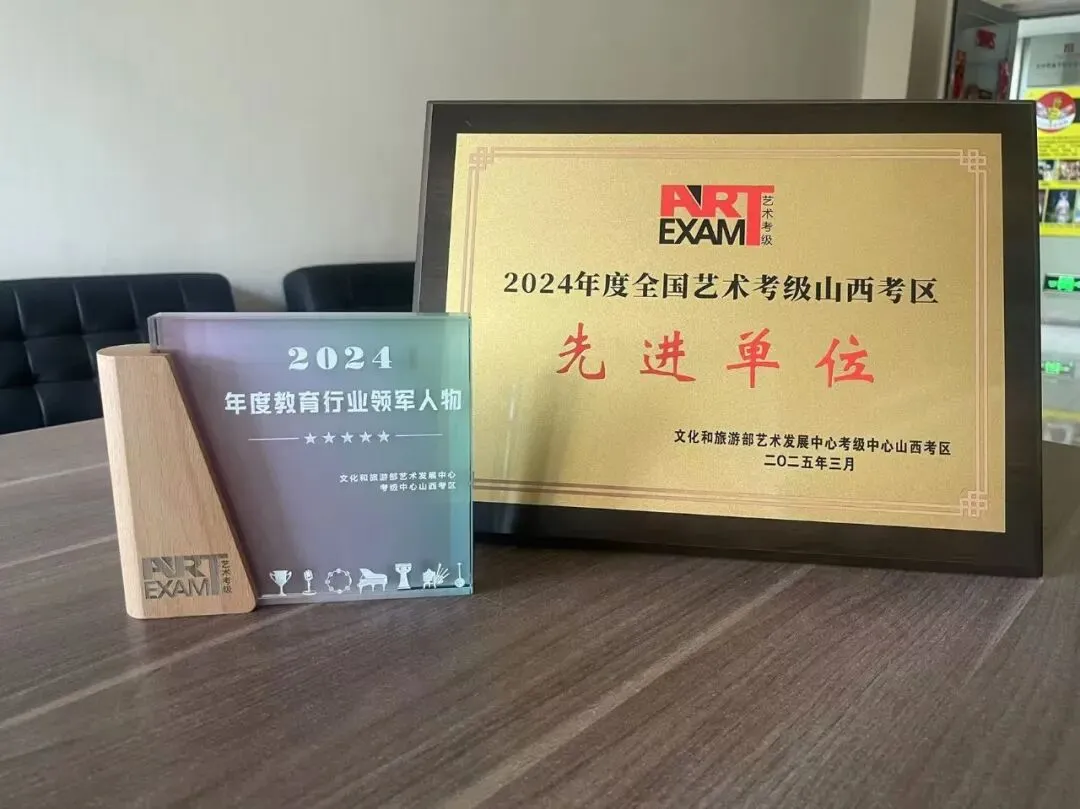 2024
年度教育行业领军人物
文化和旅游部艺术发展中心
考级中心山西考区
ART
EXAM
艺术考级
ART
EXAM
艺术考级
2024年度全国艺术考级山西考区
先进单位
文化和旅游部艺术发展中心考级中心山西考区
二〇二五年三月